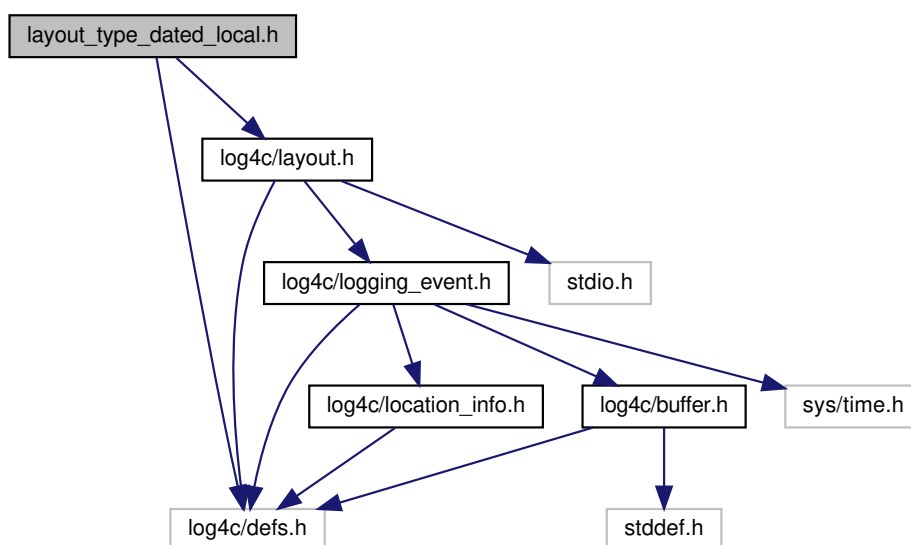 layout_type_dated_local.h
log4c/layout.h
log4c/logging_event.h
stdio.h
log4c/location_info.h
log4c/buffer.h
sys/time.h
log4c/defs.h
stddef.h